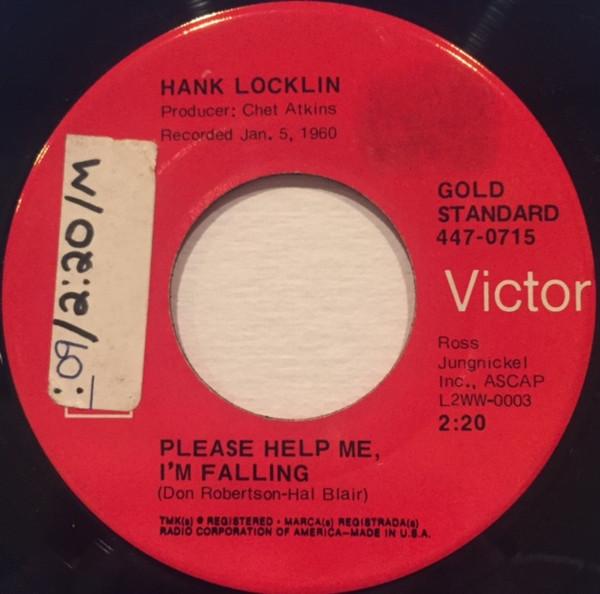 HANK LOCKLIN
Producer: Chet Atkins
Recorded Jan. 5, 1960
:09/2:20/M
GOLD
STANDARD
447-0715
Victor
Ross
Jungnickel
Inc., ASCAP
L2WW-0003
2:20
PLEASE HELP ME,
I'M FALLING
(Don Robertson-Hal Blair)
TMK(s) ® REGISTERED • MARCA(s) REGISTRADA(s)
RADIO CORPORATION OF AMERICA—MADE IN U.S.A.